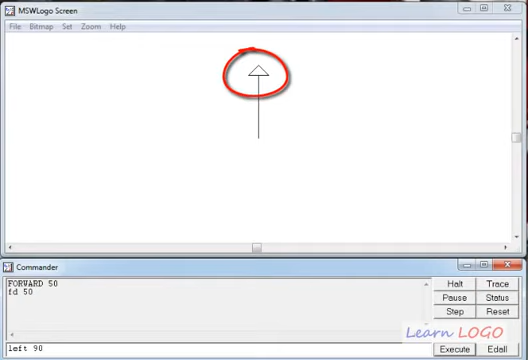 MSWLogo Screen
File Bitmap Set Zoom Help
Commander
FORWARD 50
fd 50
Halt Trace
Pause Status
Step Reset
Learn LOGO
left 90
Execute Edall